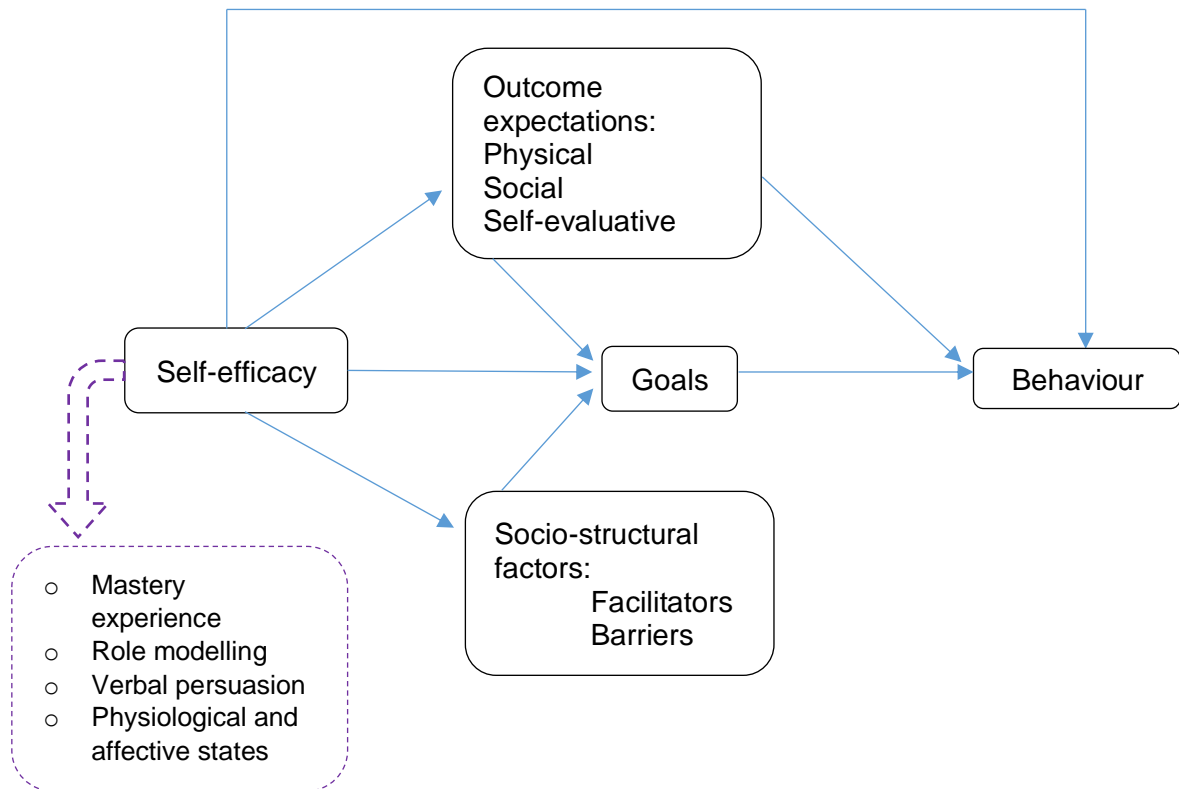 Outcome
expectations:
Physical
Social
Self-evaluative
Self-efficacy
Goals
Behaviour
Socio-structural
factors:
Facilitators
Barriers
o Mastery
experience
o Role modelling
o Verbal persuasion
o Physiological and
affective states